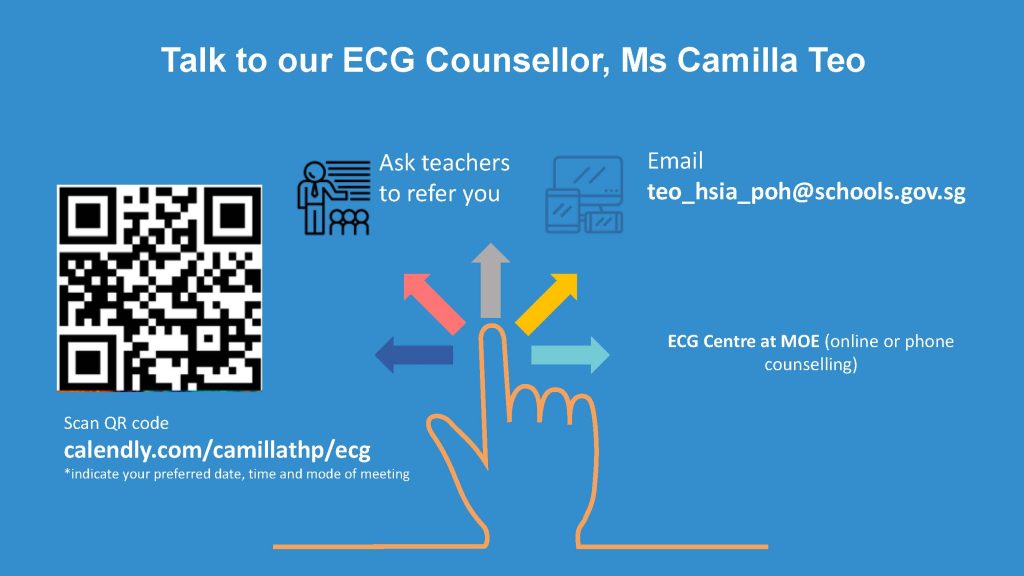 Talk to our ECG Counsellor, Ms Camilla Teo
Ask teachers
to refer you
Email
teo_hsia_poh@schools.gov.sg
ECG Centre at MOE (online or phone
counselling)
Scan QR code
calendly.com/camillathp/ecg
*indicate your preferred date, time and mode of meeting